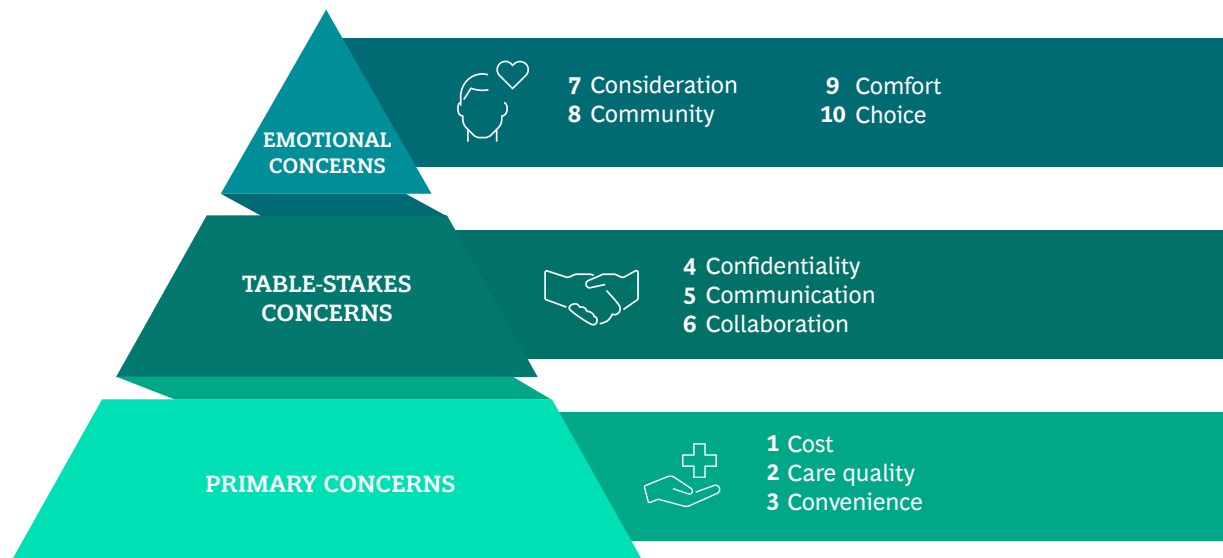 EMOTIONAL
CONCERNS
7 Consideration
8 Community
9 Comfort
10 Choice
TABLE-STAKES
CONCERNS
4 Confidentiality
5 Communication
6 Collaboration
PRIMARY CONCERNS
1 Cost
2 Care quality
3 Convenience